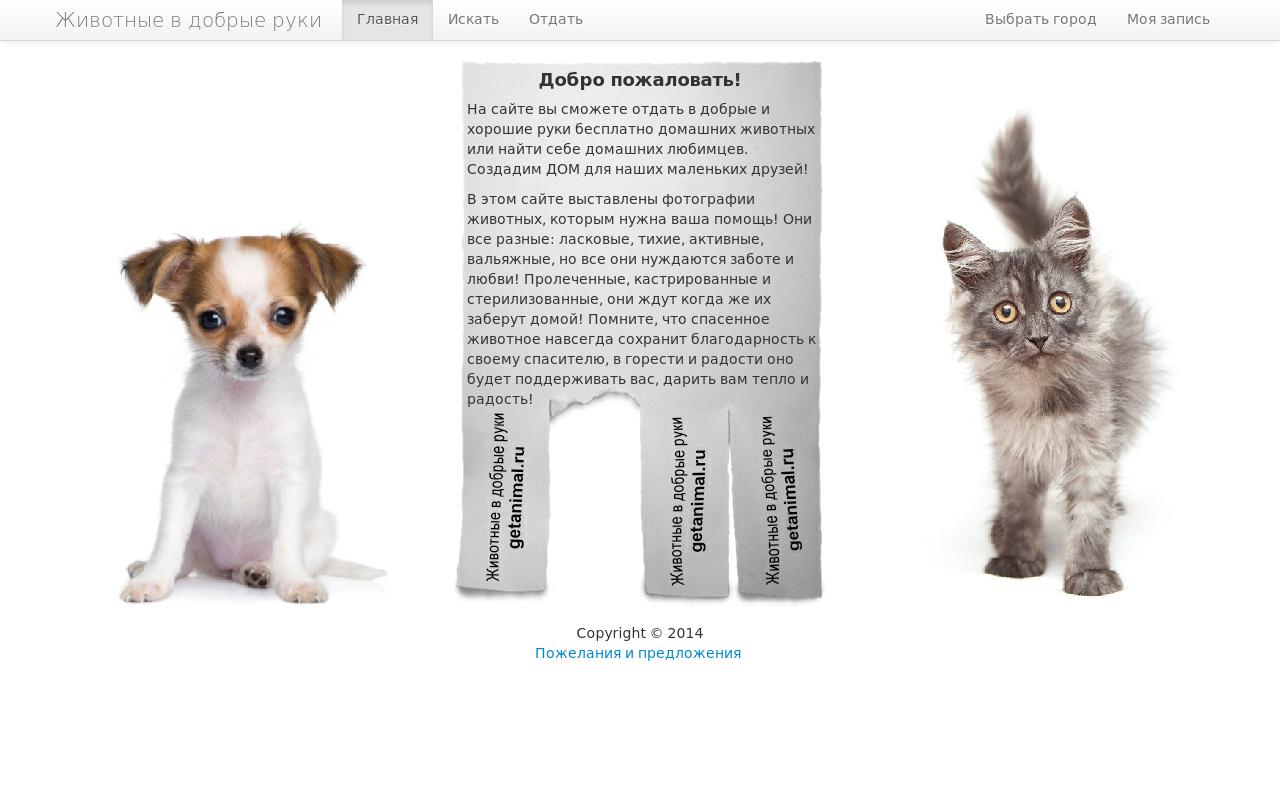 Животные в добрые руки
Главная
Искать
Отдать
Выбрать город
Моя запись
Добро пожаловать!
На сайте вы сможете отдать в добрые и
хорошие руки бесплатно домашних животных
или найти себе домашних любимцев.
Создадим ДОМ для наших маленьких друзей!
В этом сайте выставлены фотографии
животных, которым нужна ваша помощь! Они
все разные: ласковые, тихие, активные,
вальяжные, но все они нуждаются заботе и
любви! Пролеченные, кастрированные и
стерилизованные, они ждут когда же их
заберут домой! Помните, что спасенное
животное навсегда сохранит благодарность к
своему спасителю, в горести и радости оно
будет поддерживать вас, дарить вам тепло и
радость!
Животные в добрые руки
getanimal.ru
Животные в добрые руки
getanimal.ru
Животные в добрые руки
getanimal.ru
Copyright © 2014
Пожелания и предложения